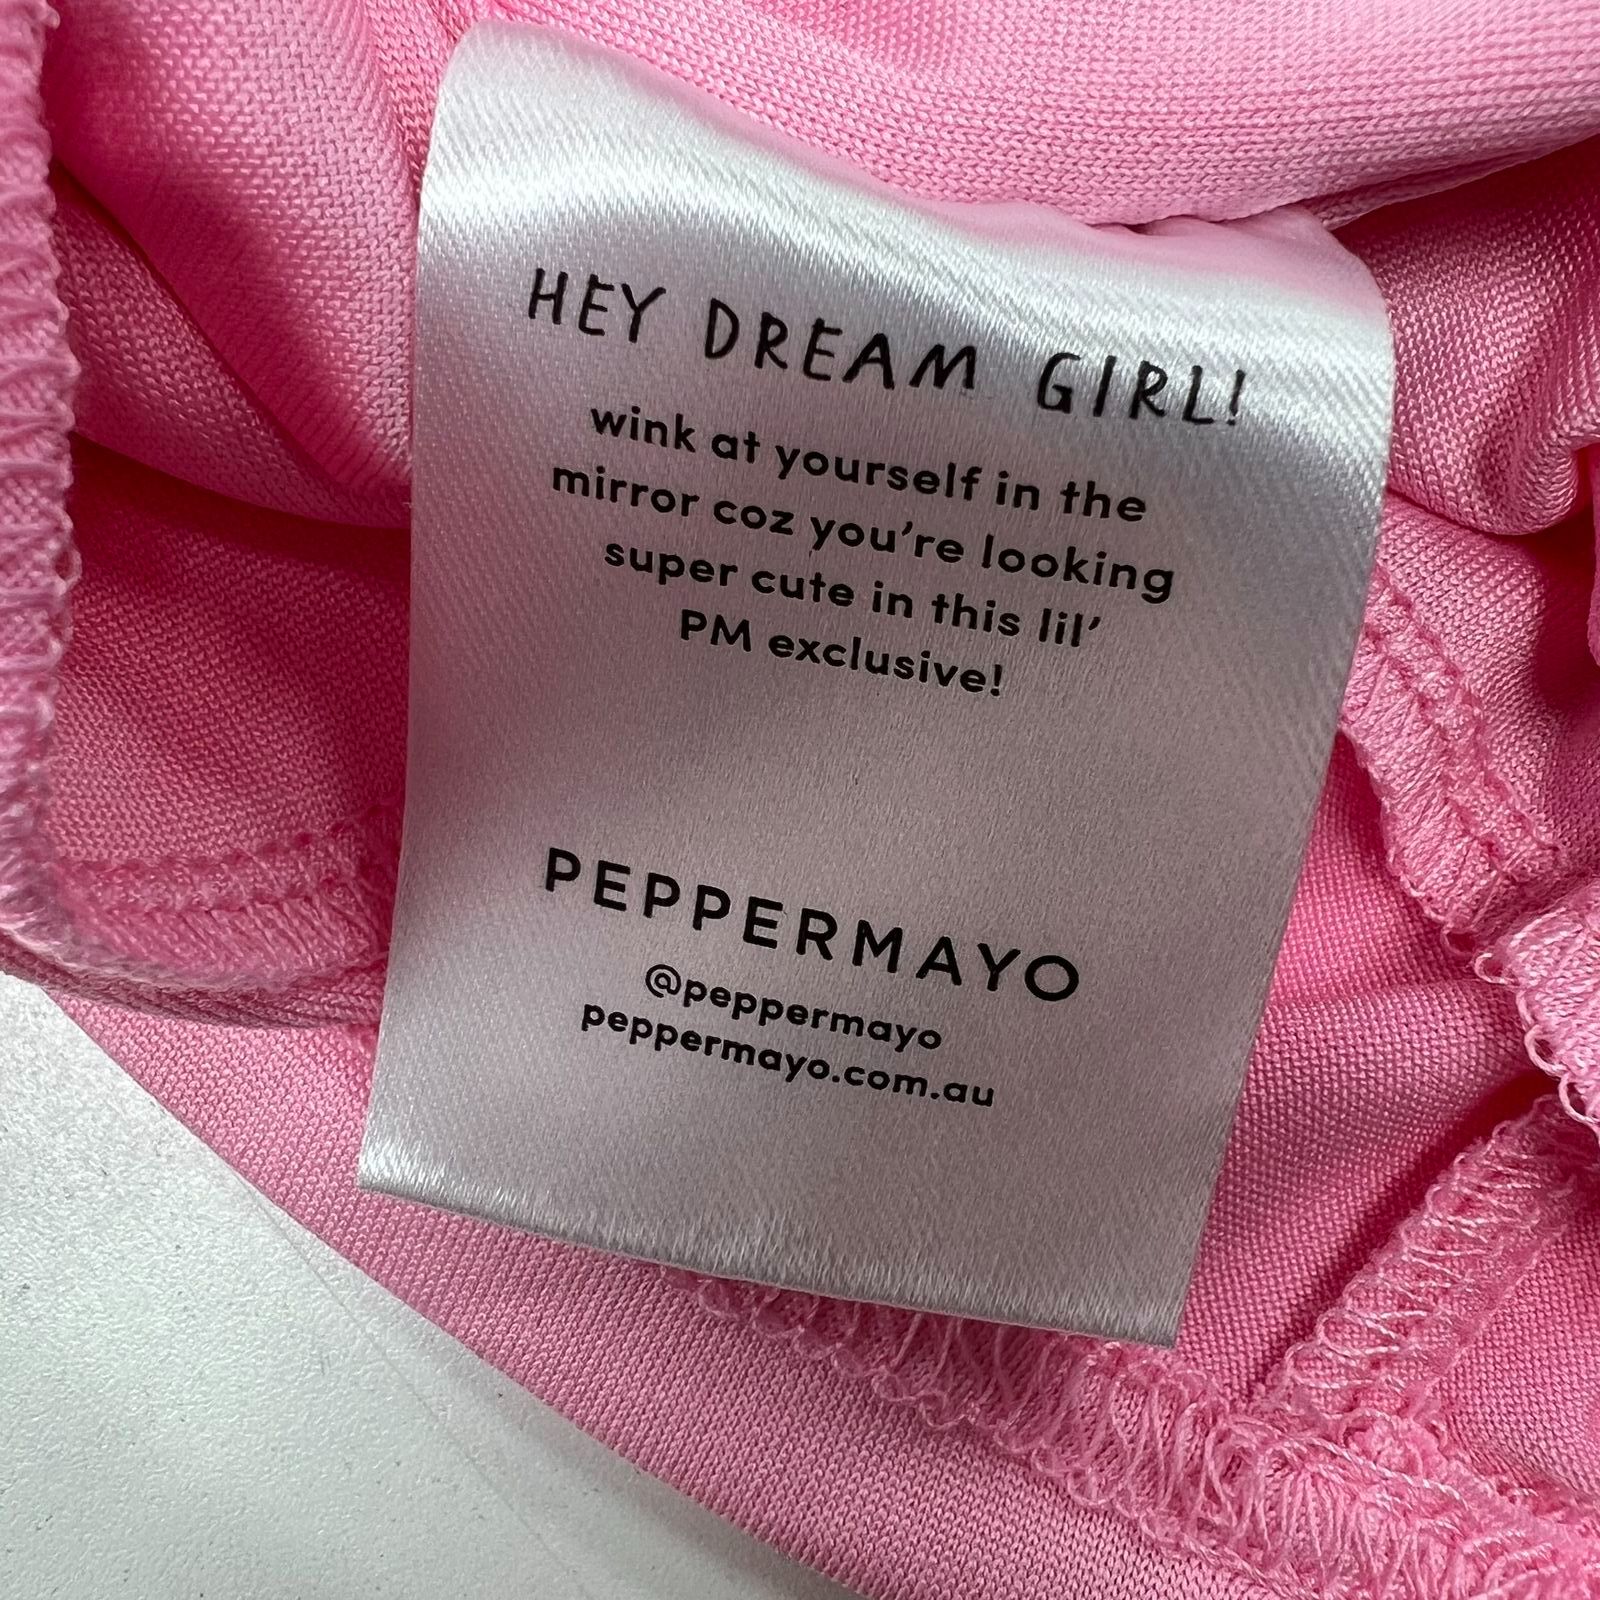 HEY DREAM GIRL!
wink at yourself in the
mirror coz you’re looking
super cute in this lil’
PM exclusive!
PEPPERMAYO
@peppermayo
peppermayo.com.au